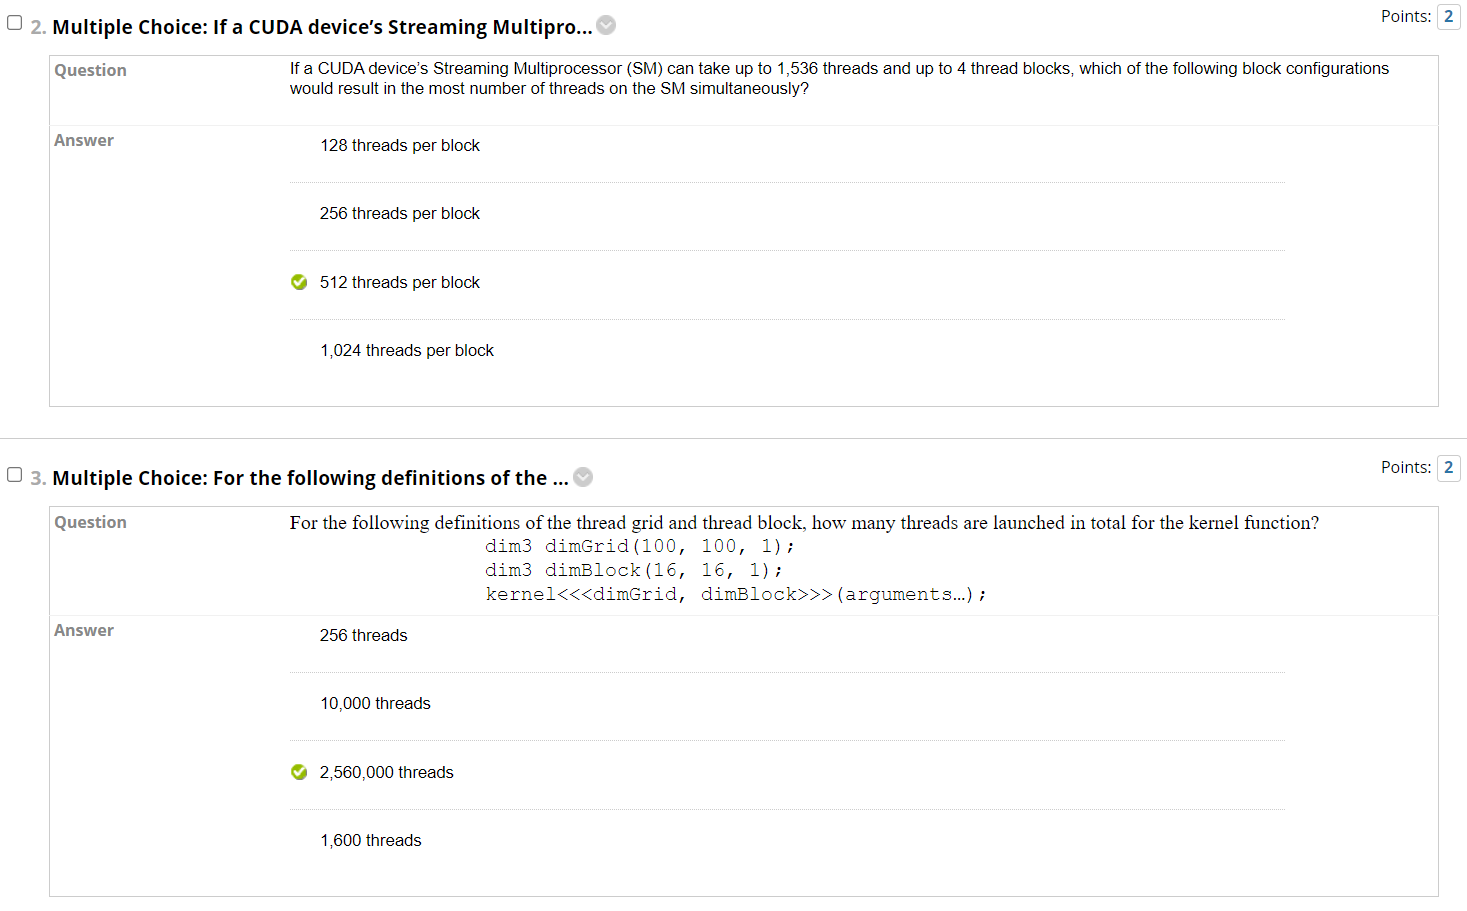 2. Multiple Choice: If a CUDA device’s Streaming Multipro...
Points: 2
Question
If a CUDA device’s Streaming Multiprocessor (SM) can take up to 1,536 threads and up to 4 thread blocks, which of the following block configurations
would result in the most number of threads on the SM simultaneously?
Answer
128 threads per block
256 threads per block
512 threads per block
1,024 threads per block
3. Multiple Choice: For the following definitions of the ...
Points: 2
Question
For the following definitions of the thread grid and thread block, how many threads are launched in total for the kernel function?
dim3 dimGrid(100, 100, 1);
dim3 dimBlock(16, 16, 1);
kernel<<<dimGrid, dimBlock>>>(arguments…);
Answer
256 threads
10,000 threads
2,560,000 threads
1,600 threads